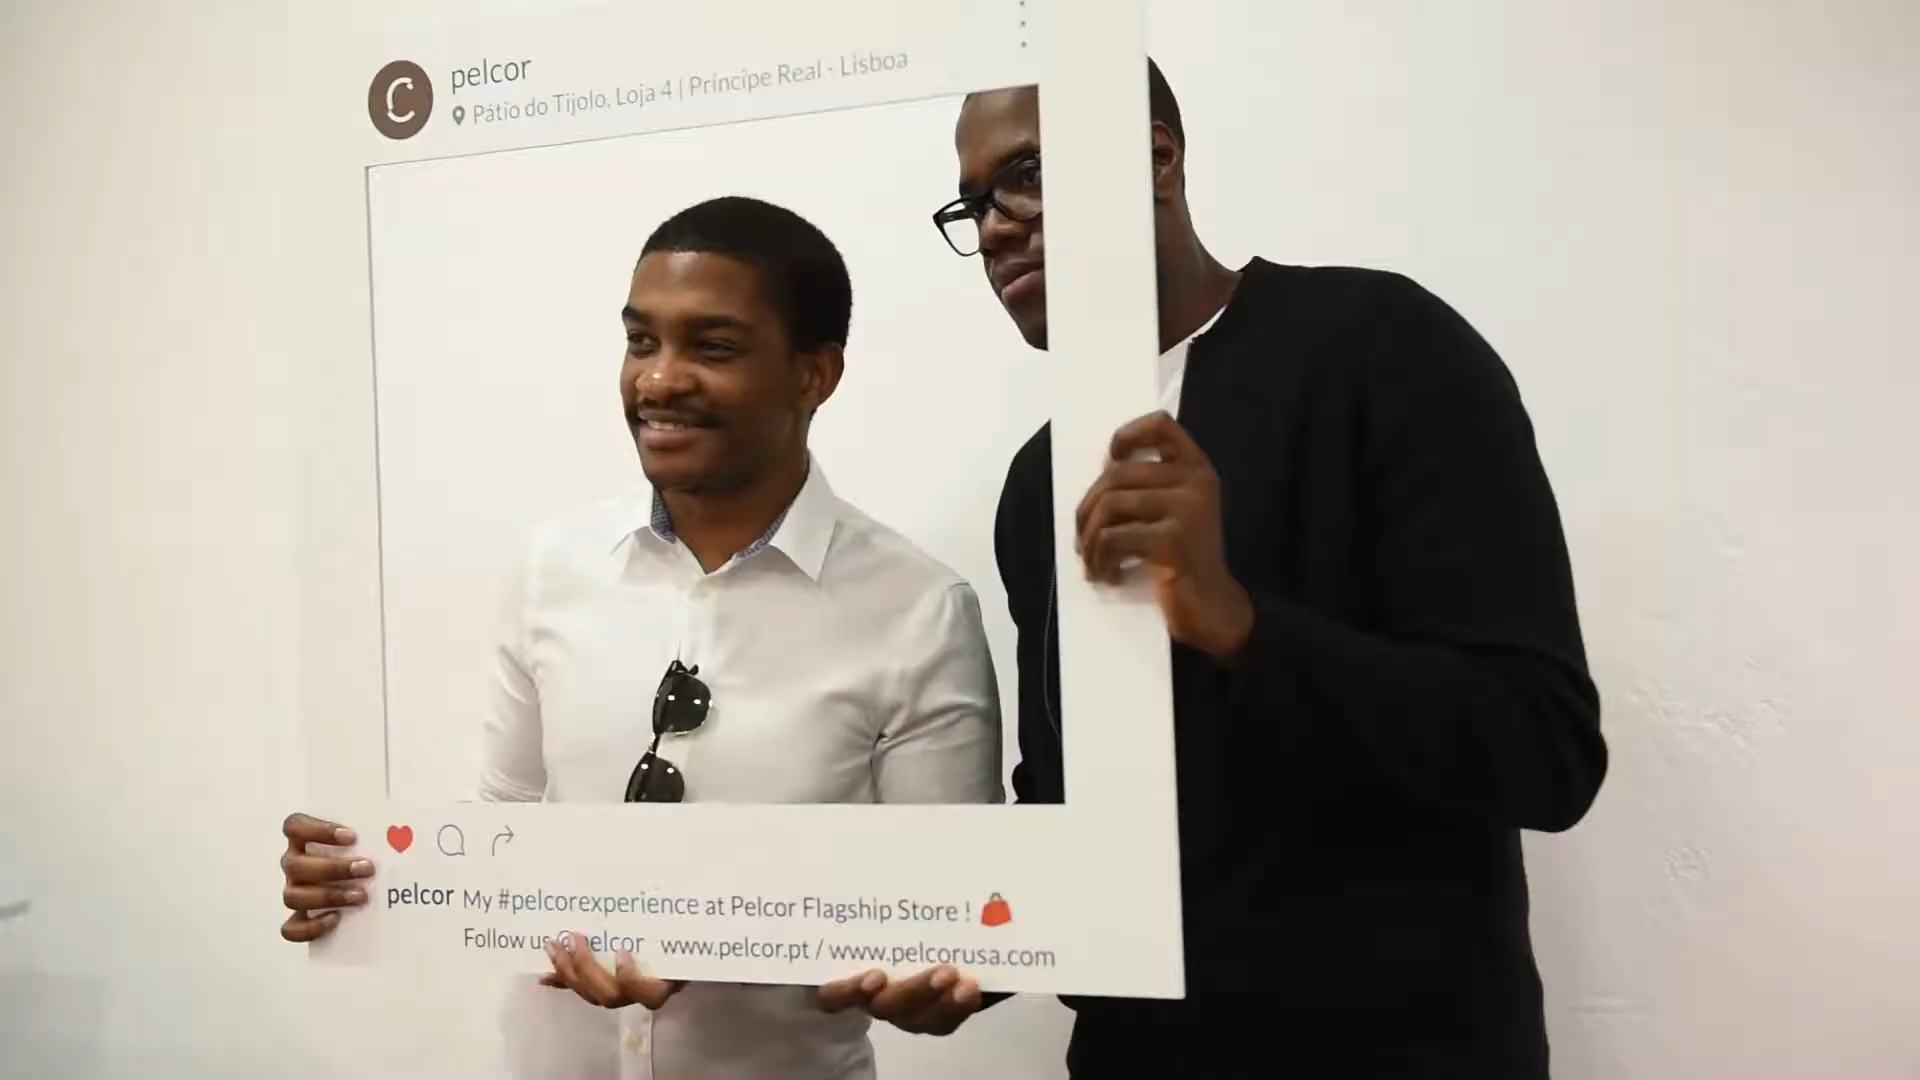 pelcor
Pátio do Tijolo, Loja 4 | Príncipe Real - Lisboa
pelcor My #pelcorexperience at Pelcor Flagship Store !
Follow us @pelcor www.pelcor.pt / www.pelcorusa.com